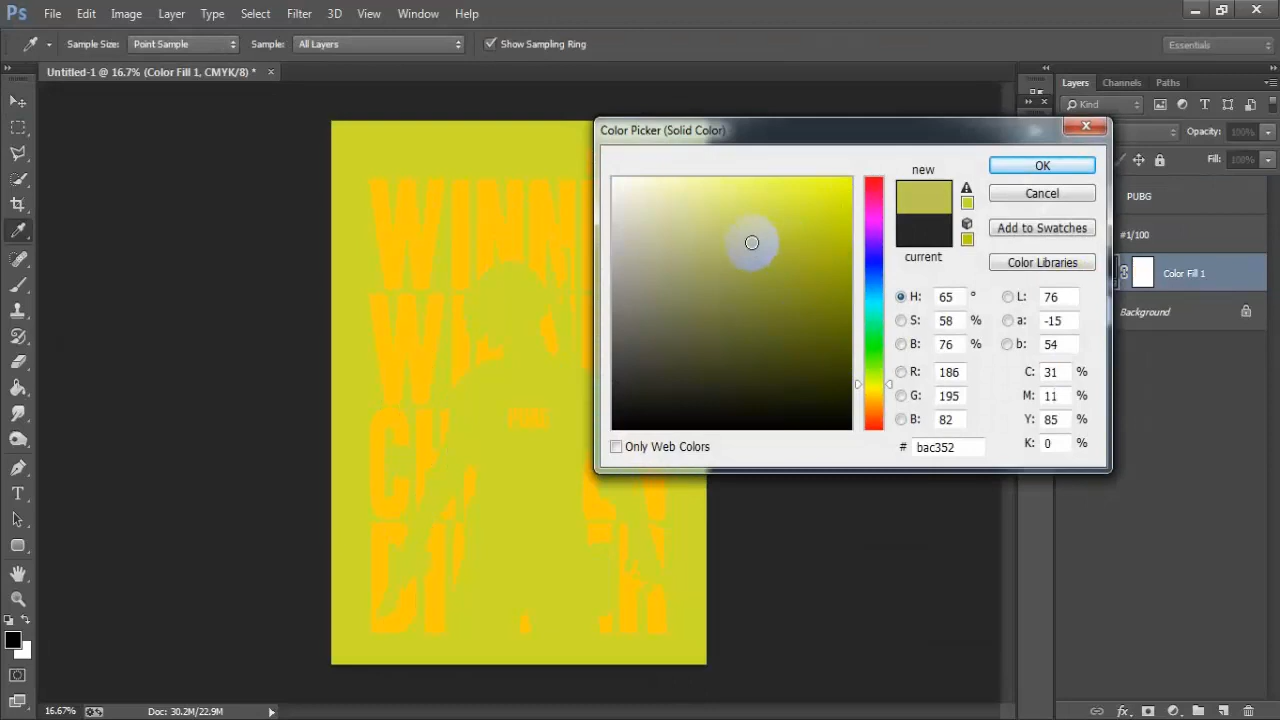 Ps File Edit Image Layer Type Select Filter 3D View Window Help
Sample Size: Point Sample Sample: All Layers Show Sampling Ring Essentials
Untitled-1 @ 16.7% (Color Fill 1, CMYK/8) * ×
Layers Channels Paths
Kind
Opacity: 100%
Fill: 100%
PUBG
#1/100
Color Fill 1
Background
Color Picker (Solid Color)
new
current
OK
Cancel
Add to Swatches
Color Libraries
H: 65 °
S: 58 %
B: 76 %
R: 186
G: 195
B: 82
L: 76
a: -15
b: 54
C: 31 %
M: 11 %
Y: 85 %
K: 0 %
# bac352
Only Web Colors
PUBG
T
16.67% Doc: 30.2M/22.9M
fx